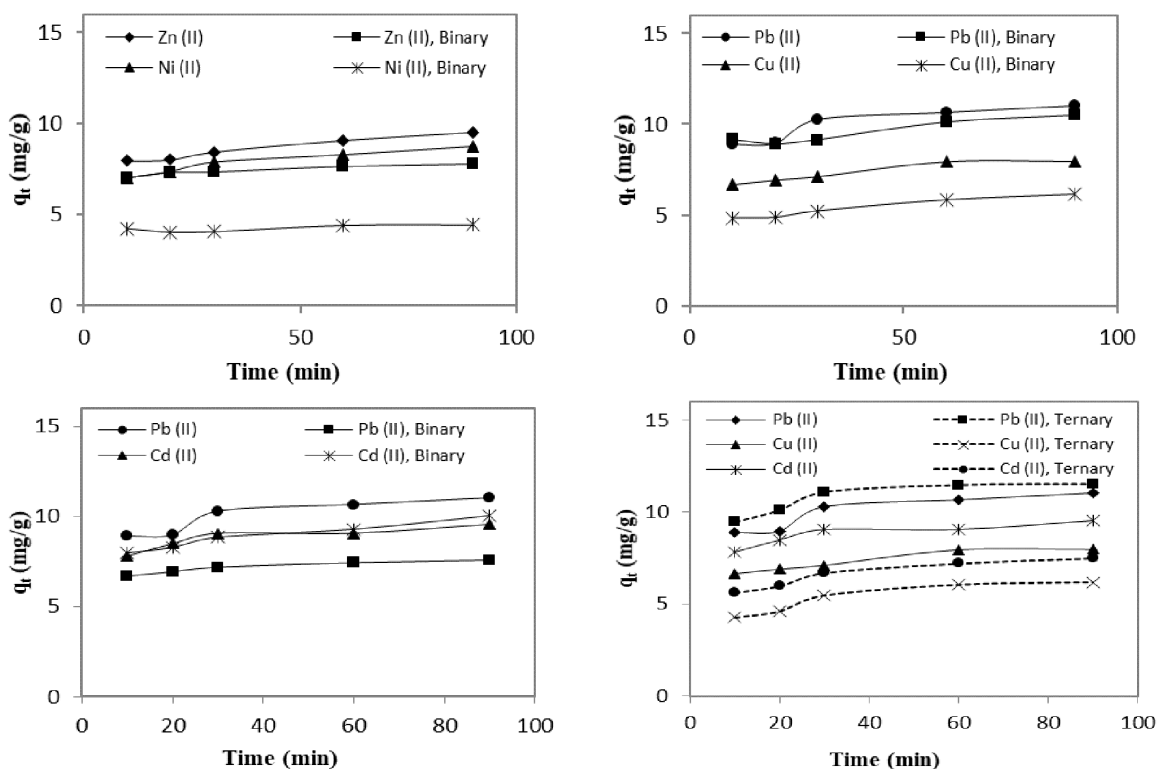 15
Zn (II) Zn (II), Binary
Ni (II) Ni (II), Binary
10
5
0
qt (mg/g)
0 50 100
Time (min)
15
Pb (II) Pb (II), Binary
Cu (II) Cu (II), Binary
10
5
0
qt (mg/g)
0 50 100
Time (min)
15
Pb (II) Pb (II), Binary
Cd (II) Cd (II), Binary
10
5
0
qt (mg/g)
0 20 40 60 80 100
Time (min)
15
Pb (II) Pb (II), Ternary
Cu (II) Cu (II), Ternary
Cd (II) Cd (II), Ternary
10
5
0
qt (mg/g)
0 20 40 60 80 100
Time (min)